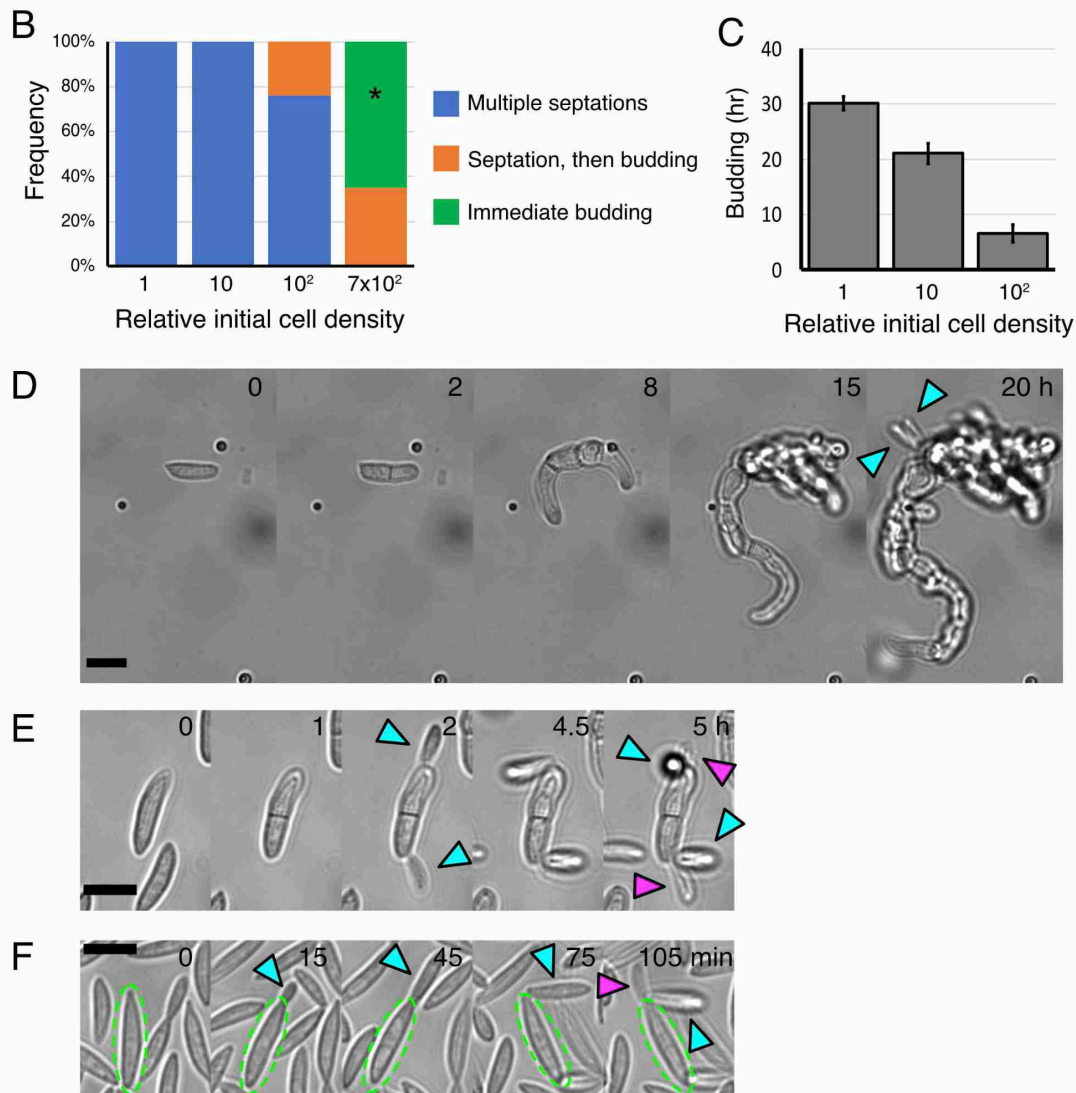 B
100%
80%
60%
40%
20%
0%
Frequency
*
1 10 10² 7x10²
Relative initial cell density
Multiple septations
Septation, then budding
Immediate budding
C
40
30
20
10
0
Budding (hr)
1 10 10²
Relative initial cell density
D
0 2 8 15 20 h
E
0 1 2 4.5 5 h
F
0 15 45 75 105 min